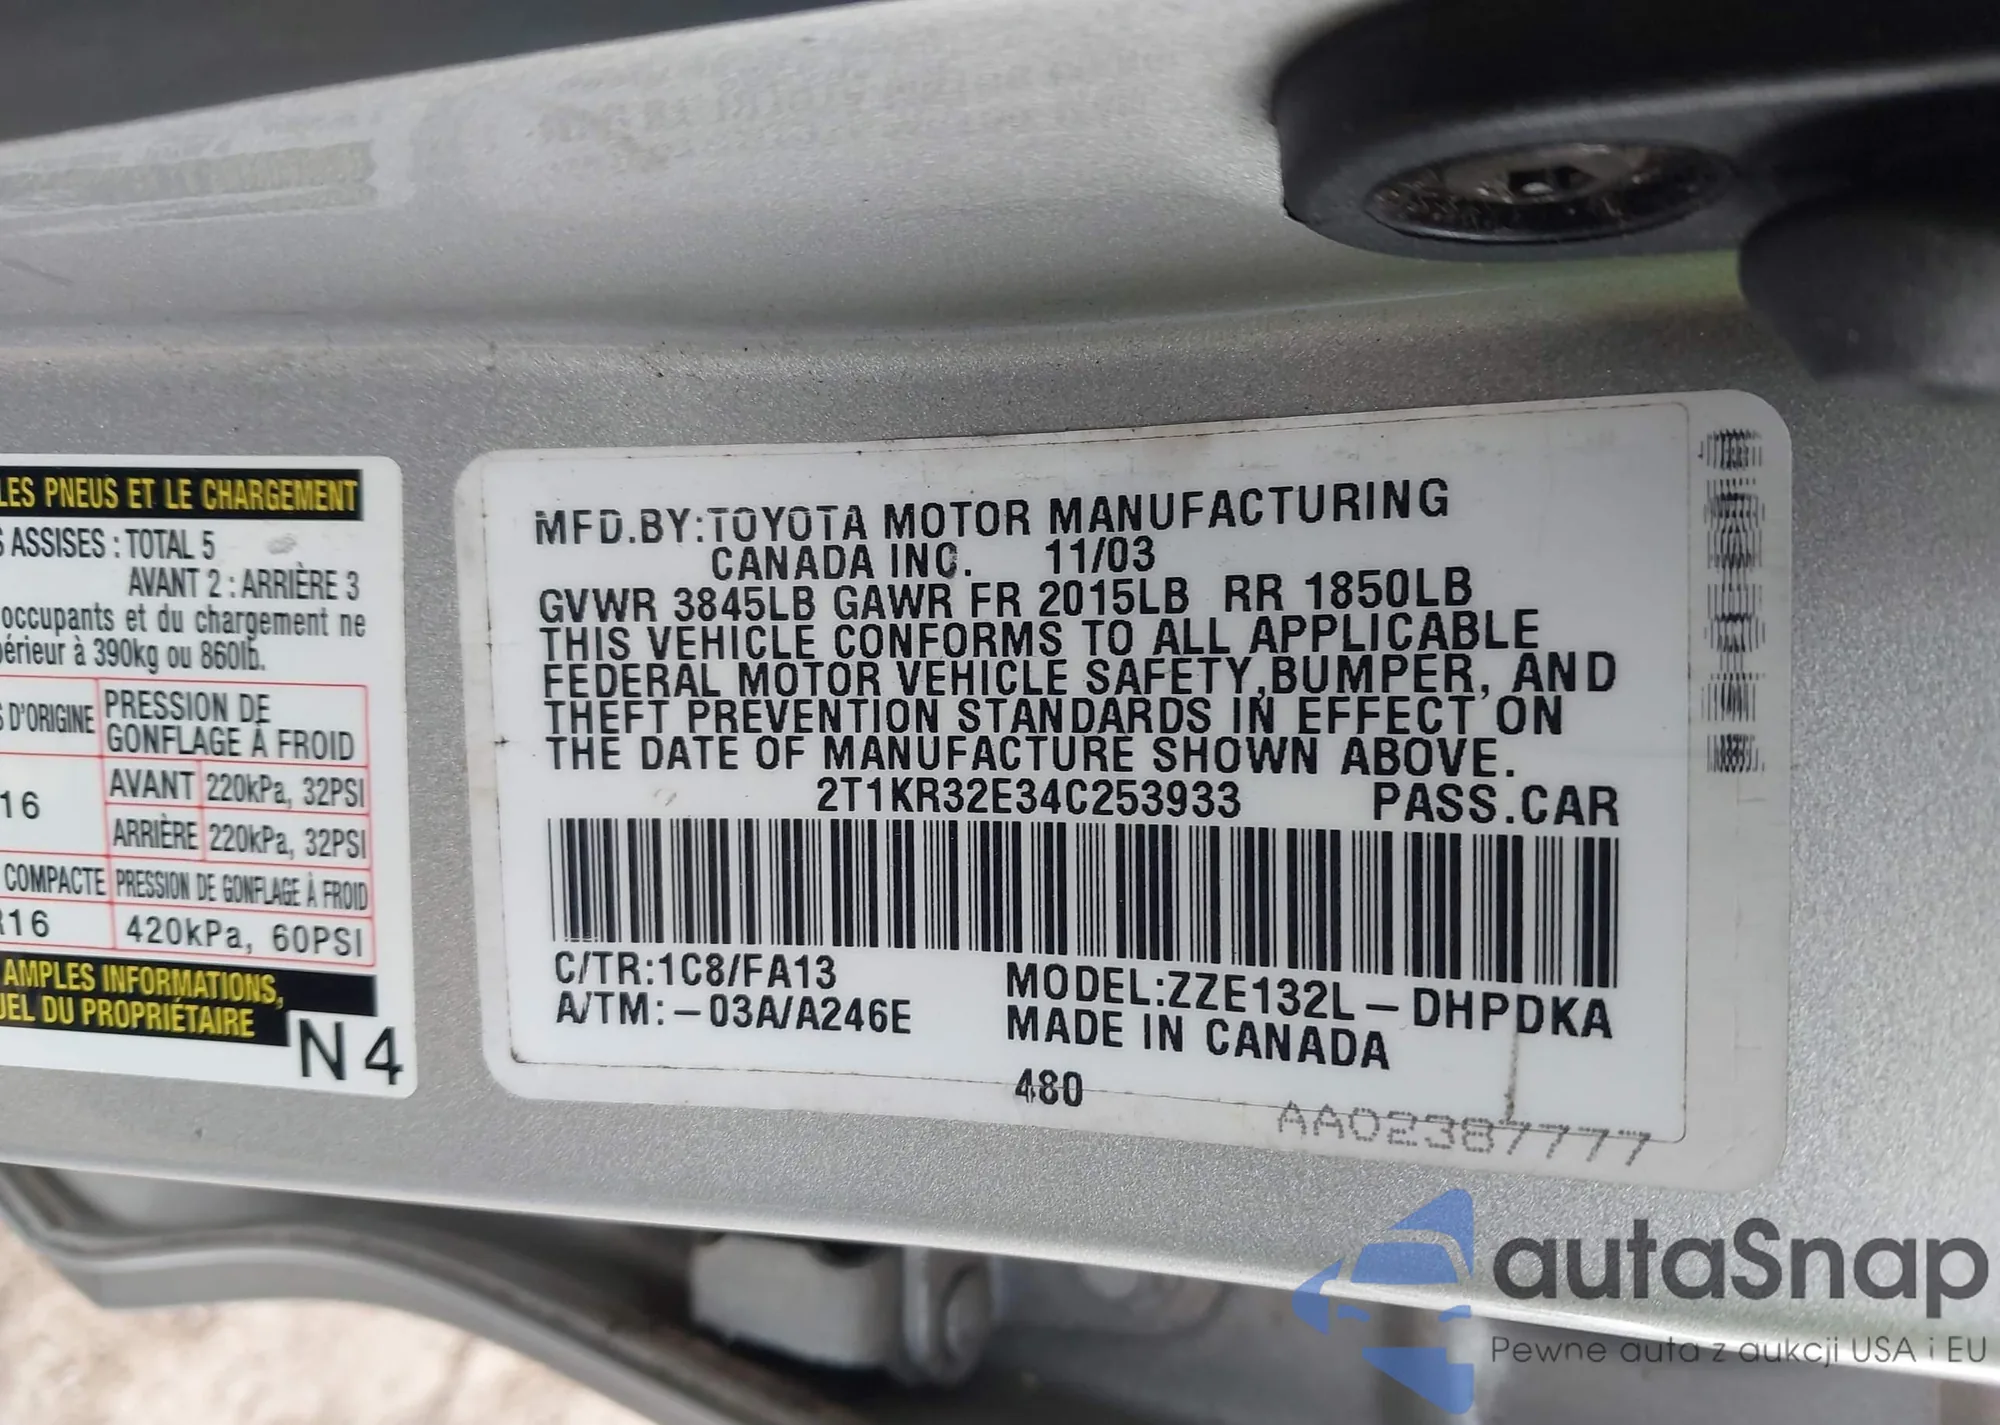 LES PNEUS ET LE CHARGEMENT
ASSISES : TOTAL 5
AVANT 2 : ARRIÈRE 3
occupants et du chargement ne
érieur à 390kg ou 860lb.
D'ORIGINE PRESSION DE
GONFLAGE À FROID
16 AVANT 220kPa, 32PSI
ARRIÈRE 220kPa, 32PSI
COMPACTE PRESSION DE GONFLAGE À FROID
R16 420kPa, 60PSI
AMPLES INFORMATIONS,
UEL DU PROPRIÉTAIRE
N4
MFD.BY:TOYOTA MOTOR MANUFACTURING
CANADA INC. 11/03
GVWR 3845LB GAWR FR 2015LB RR 1850LB
THIS VEHICLE CONFORMS TO ALL APPLICABLE
FEDERAL MOTOR VEHICLE SAFETY,BUMPER, AND
THEFT PREVENTION STANDARDS IN EFFECT ON
THE DATE OF MANUFACTURE SHOWN ABOVE.
2T1KR32E34C253933 PASS.CAR
C/TR:1C8/FA13 MODEL:ZZE132L-DHPDKA
A/TM:-03A/A246E MADE IN CANADA
480
AA02387777
autaSnap
Pewne auta z aukcji USA i EU